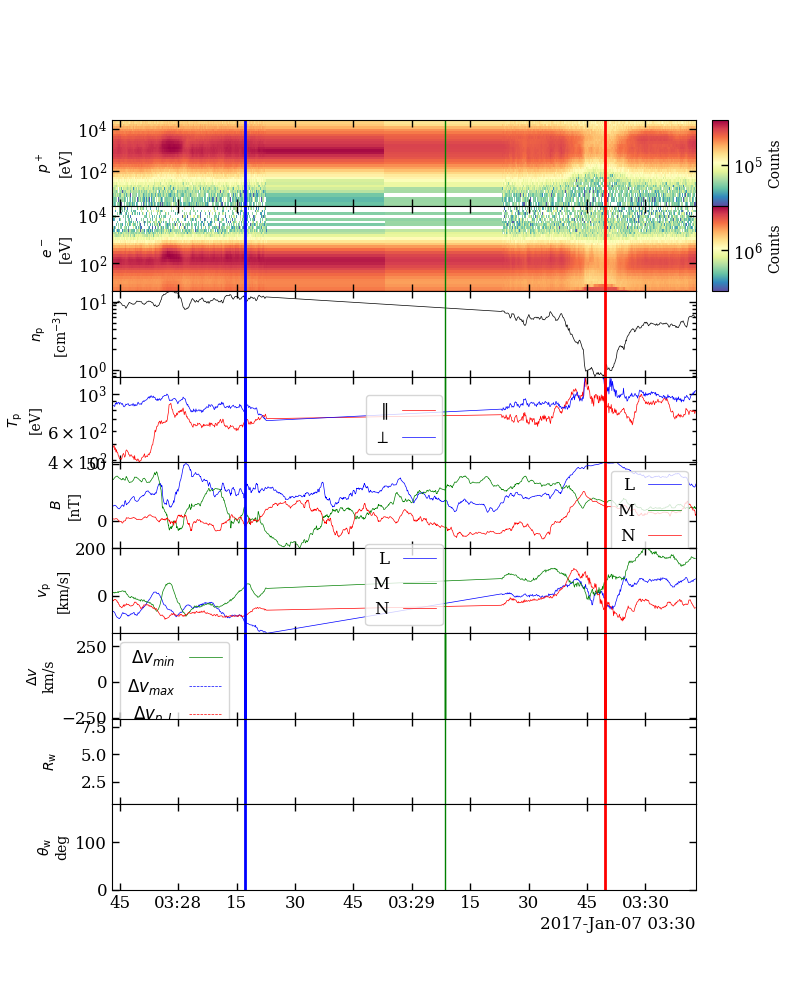 10⁴
10²
p⁺
[eV]
10⁵
Counts
10⁴
10²
e⁻
[eV]
10⁶
Counts
10¹
10⁰
nₚ
[cm⁻³]
10³
6 × 10²
4 × 10²
Tₚ
[eV]
∥
⊥
50
0
B
[nT]
L
M
N
200
0
vₚ
[km/s]
L
M
N
250
0
−250
Δv
km/s
Δv_min
Δv_max
7.5
5.0
2.5
R_w
100
0
θ_w
deg
45 03:28 15 30 45 03:29 15 30 45 03:30
2017-Jan-07 03:30